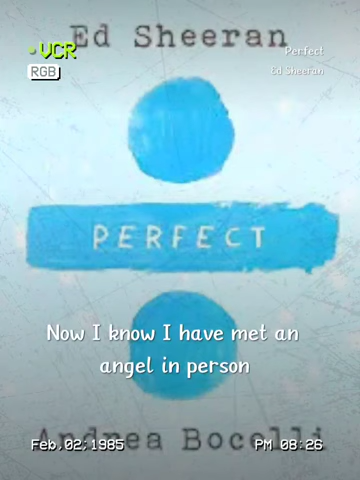 Ed Sheeran
VCR
Perfect
RGB
Ed Sheeran
PERFECT
Now I know I have met an
angel in person
Andrea Bocelli
Feb,02,1985
PM 08:26